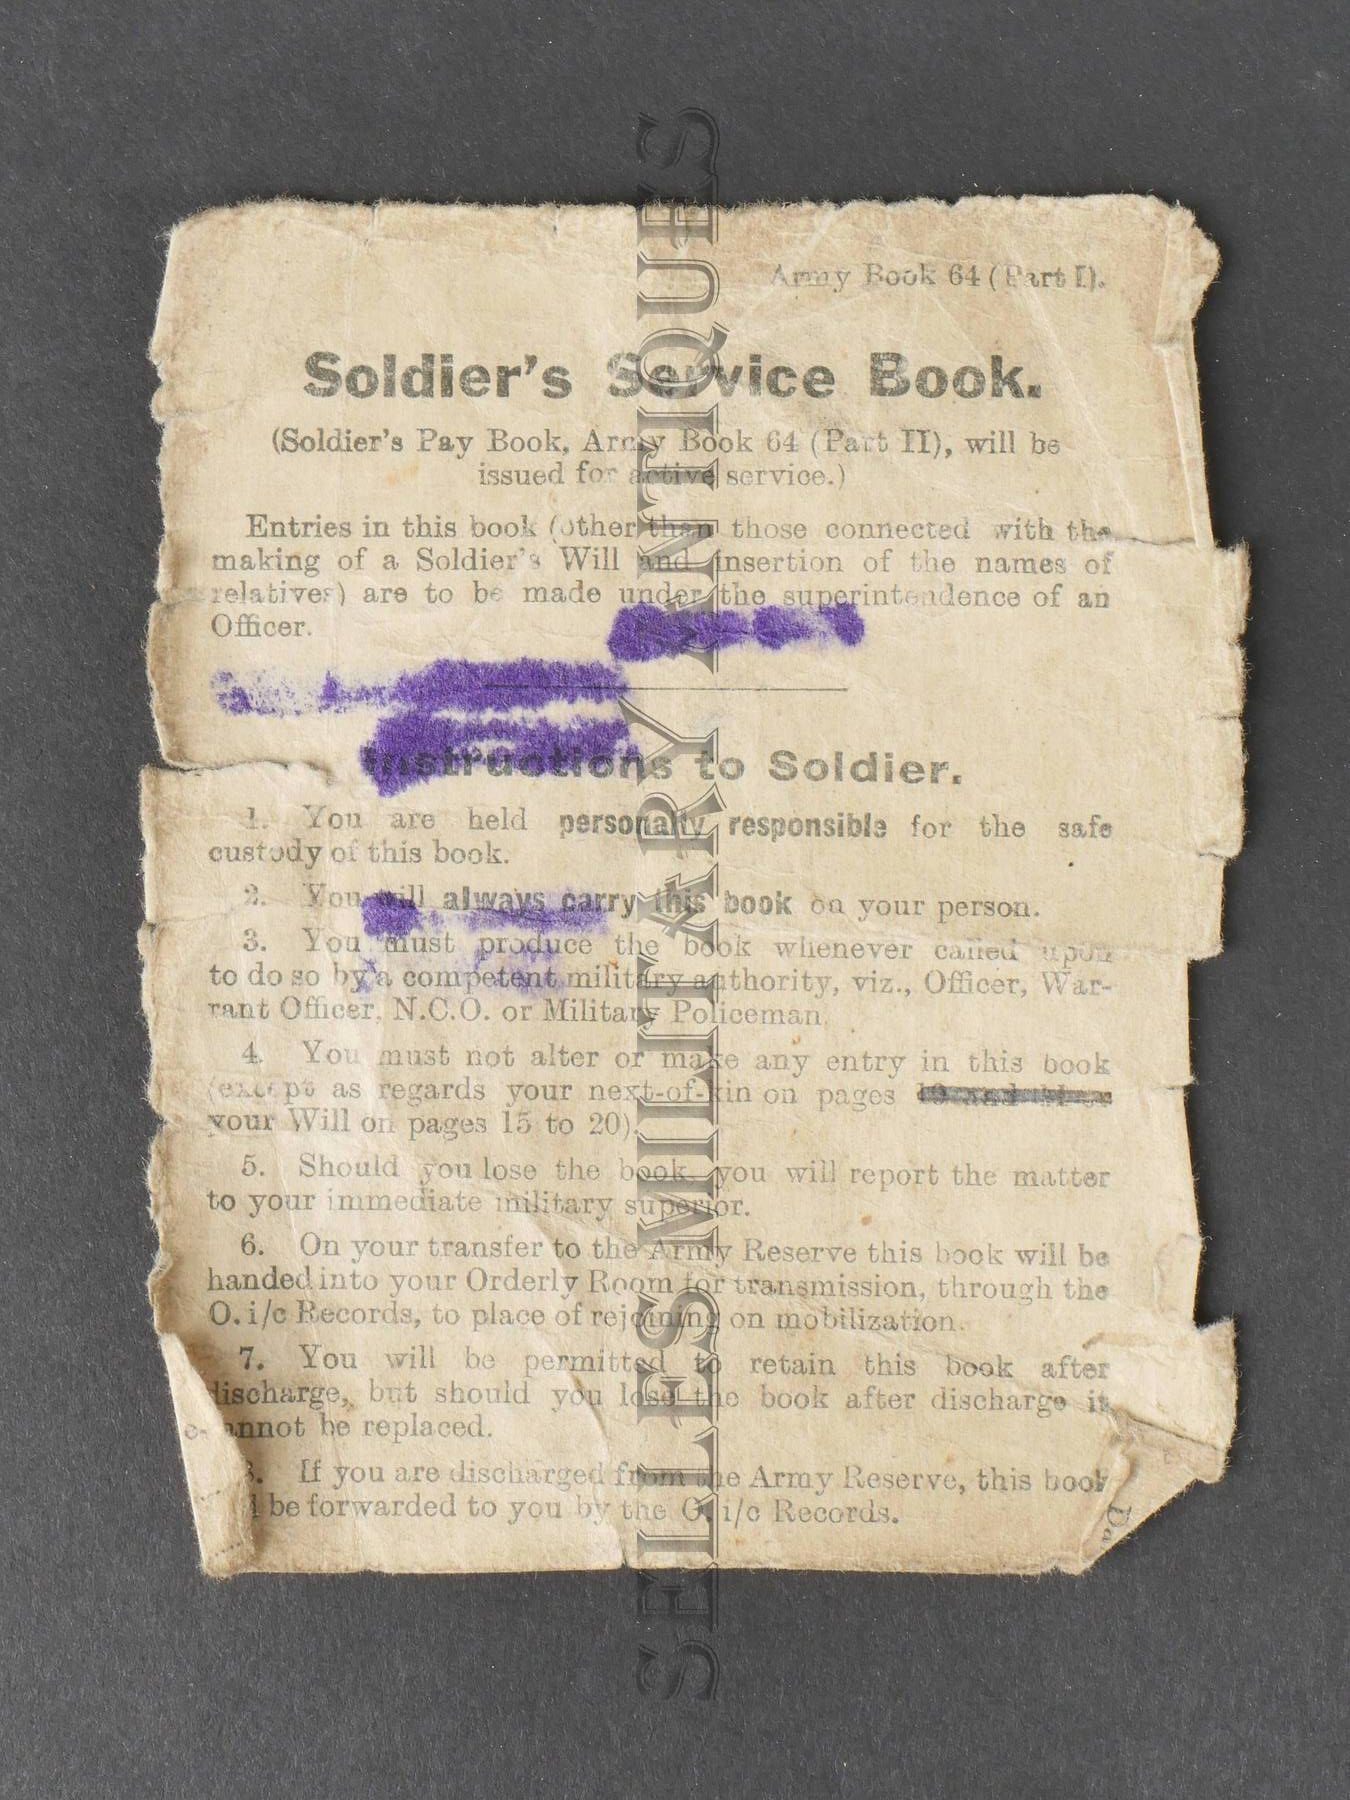 Army Book 64 (Part I).
Soldier's Service Book.
(Soldier's Pay Book, Army Book 64 (Part II), will be
issued for active service.)
Entries in this book (other than those connected with the
making of a Soldier's Will and insertion of the names of
relatives) are to be made under the superintendence of an
Officer.
Instructions to Soldier.
1. You are held personally responsible for the safe
custody of this book.
2. You will always carry this book on your person.
3. You must produce the book whenever called upon
to do so by a competent military authority, viz., Officer, War-
rant Officer, N.C.O. or Military Policeman.
4. You must not alter or make any entry in this book
(except as regards your next-of-kin on pages
your Will on pages 15 to 20).
5. Should you lose the book, you will report the matter
to your immediate military superior.
6. On your transfer to the Army Reserve this book will be
handed into your Orderly Room for transmission, through the
O. i/c Records, to place of rejoining on mobilization.
7. You will be permitted to retain this book after
discharge, but should you lose the book after discharge it
cannot be replaced.
8. If you are discharged from the Army Reserve, this book
be forwarded to you by the O. i/c Records.
SELLES MILITARY ANTIQUES